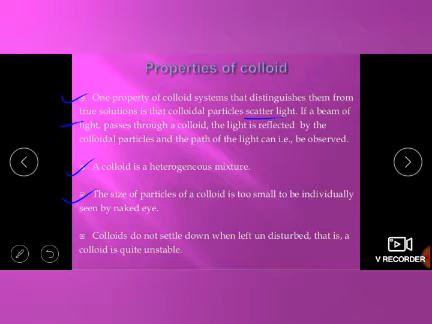 Properties of colloid
One property of colloid systems that distinguishes them from
true solutions is that colloidal particles scatter light. If a beam of
light, passes through a colloid, the light is reflected by the
colloidal particles and the path of the light can i.e., be observed.
A colloid is a heterogeneous mixture.
The size of particles of a colloid is too small to be individually
seen by naked eye.
Colloids do not settle down when left un disturbed, that is, a
colloid is quite unstable.
V RECORDER